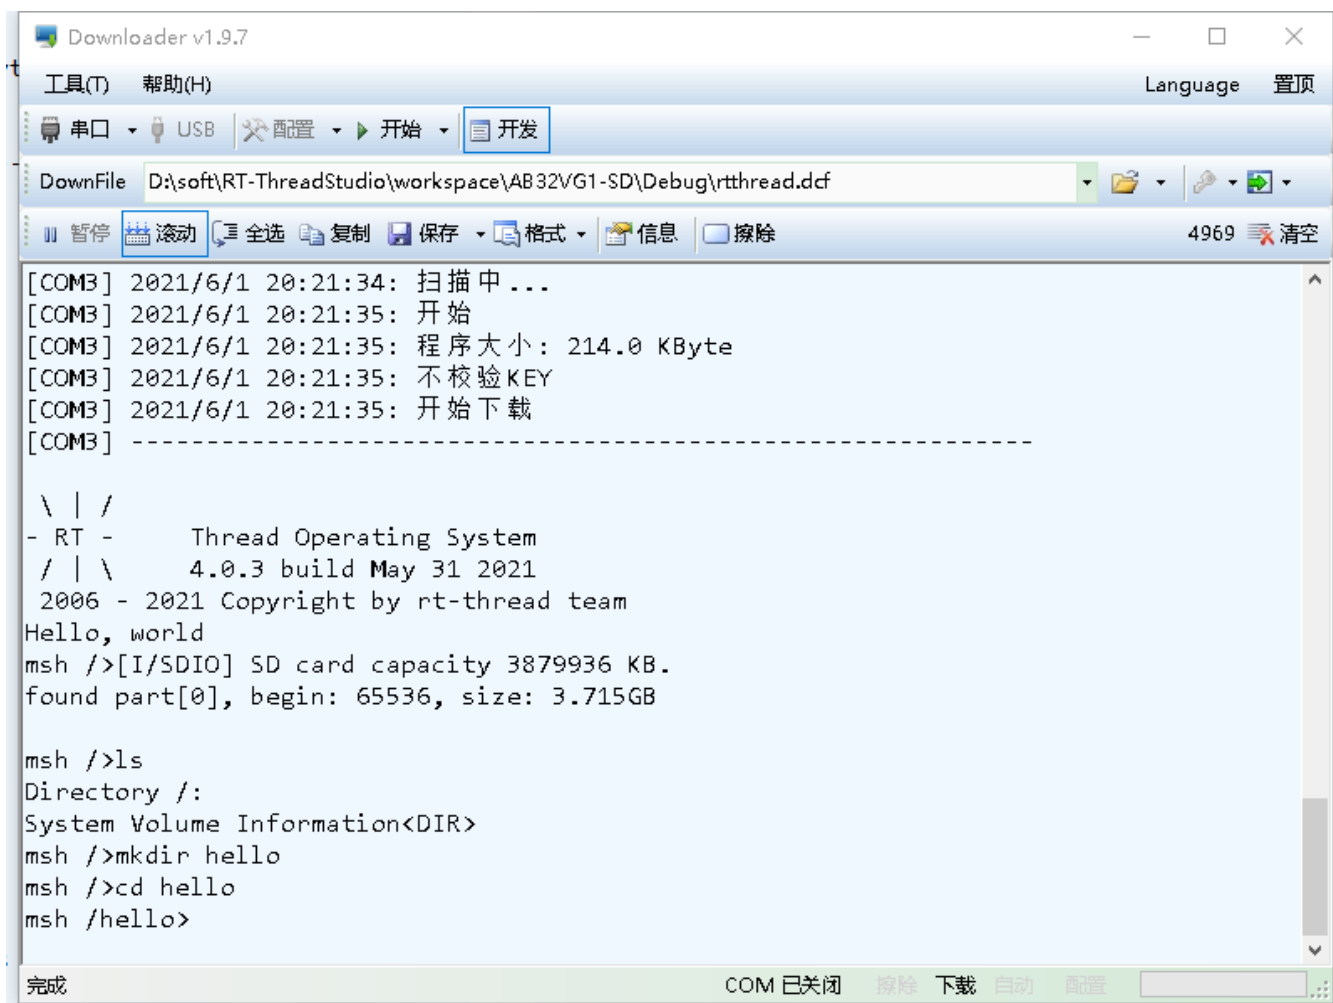 Downloader v1.9.7
工具(T) 帮助(H) Language 置顶
串口 USB 配置 开始 开发
DownFile D:\soft\RT-ThreadStudio\workspace\AB32VG1-SD\Debug\rtthread.dcf
暂停 滚动 全选 复制 保存 格式 信息 擦除 4969 清空
[COM3] 2021/6/1 20:21:34: 扫描中...
[COM3] 2021/6/1 20:21:35: 开始
[COM3] 2021/6/1 20:21:35: 程序大小: 214.0 KByte
[COM3] 2021/6/1 20:21:35: 不校验KEY
[COM3] 2021/6/1 20:21:35: 开始下载
[COM3] ------------------------------------------------------------
\ | /
- RT - Thread Operating System
/ | \ 4.0.3 build May 31 2021
2006 - 2021 Copyright by rt-thread team
Hello, world
msh />[I/SDIO] SD card capacity 3879936 KB.
found part[0], begin: 65536, size: 3.715GB
msh />ls
Directory /:
System Volume Information<DIR>
msh />mkdir hello
msh />cd hello
msh /hello>
完成 COM 已关闭 擦除 下载 自动 配置